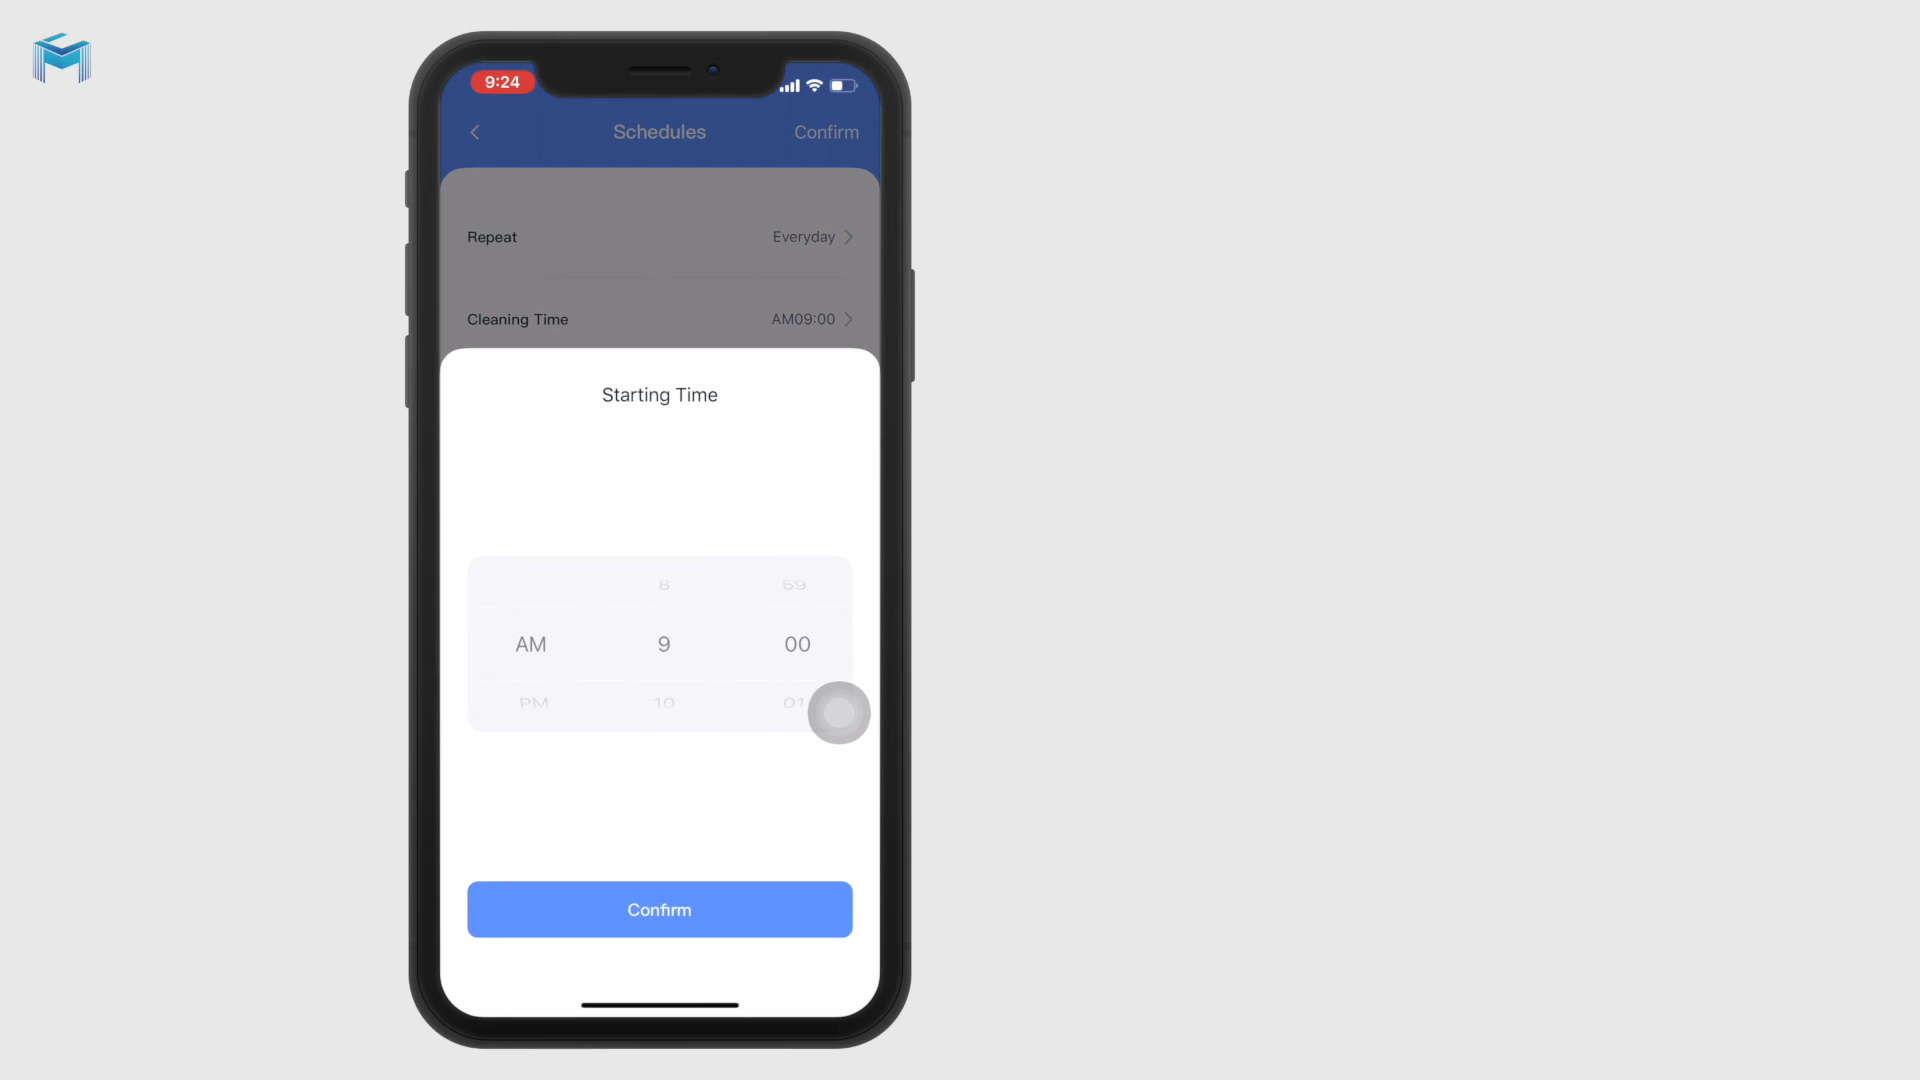 9:24
Schedules Confirm
Repeat Everyday
Cleaning Time AM09:00
Starting Time
8 59
AM 9 00
PM 10 01
Confirm